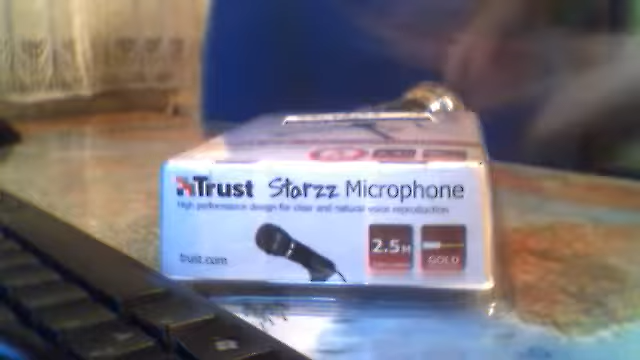 Trust Starzz Microphone
High performance design for clear and natural voice reproduction
trust.com
2.5M
GOLD